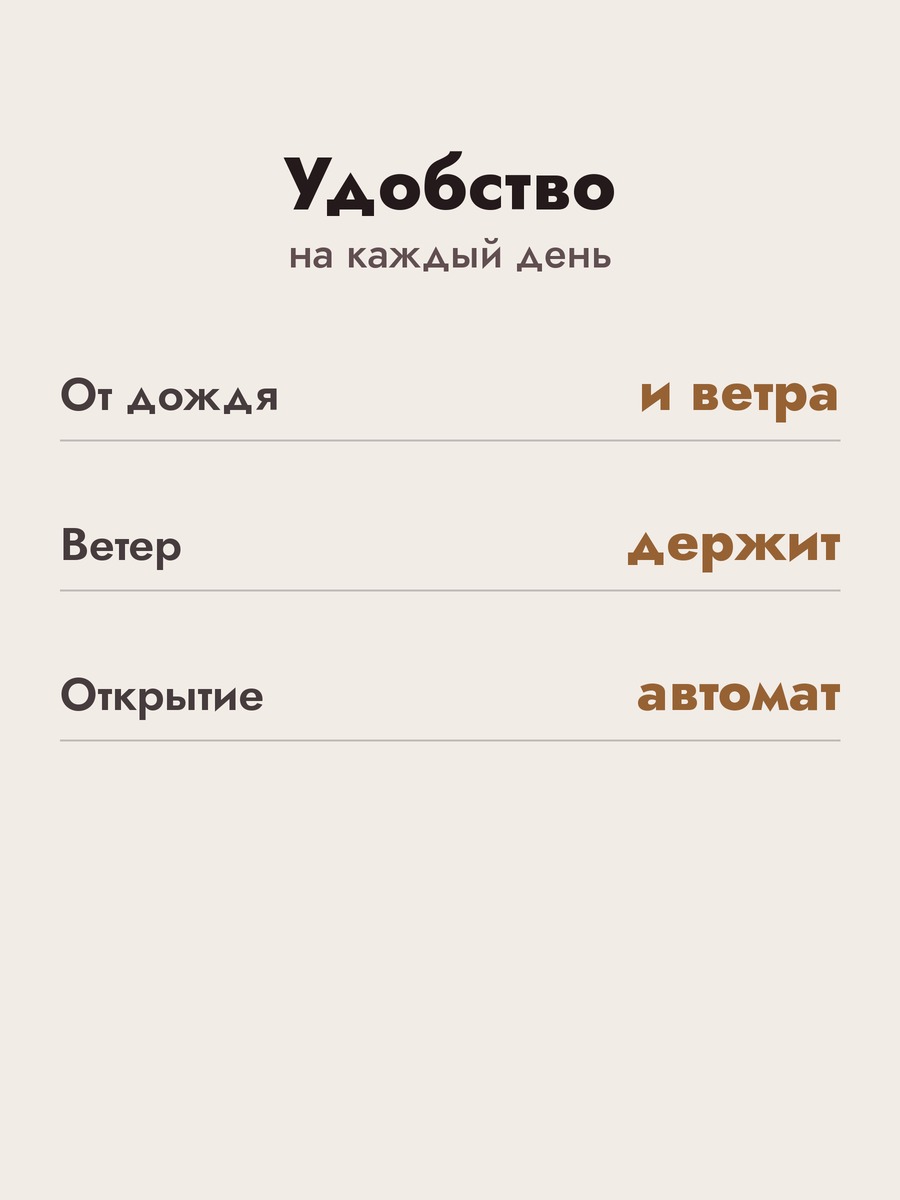 Удобство
на каждый день
От дождя и ветра
Ветер держит
Открытие автомат